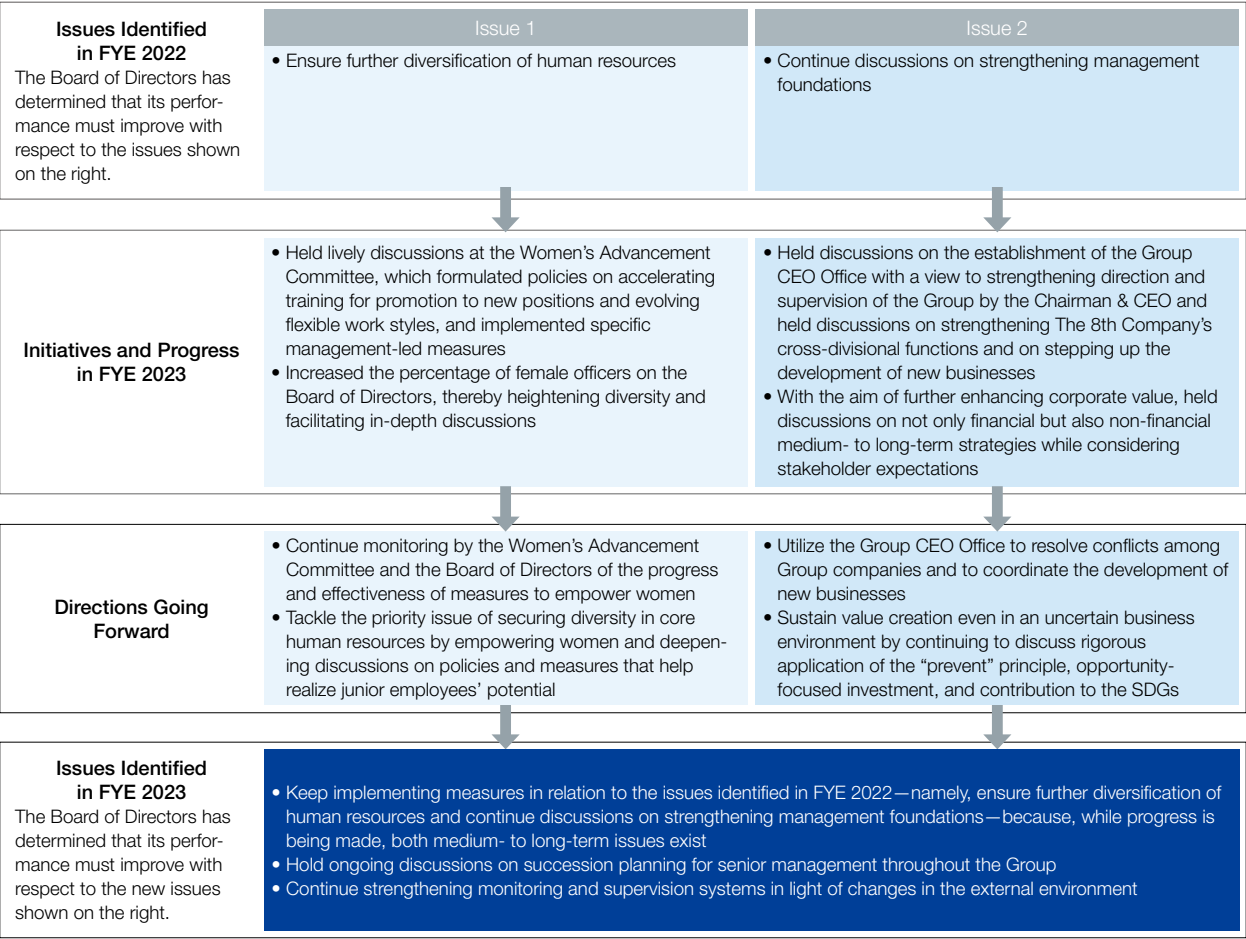 Issues Identified
in FYE 2022
The Board of Directors has
determined that its perfor-
mance must improve with
respect to the issues shown
on the right.
Issue 1
• Ensure further diversification of human resources
Issue 2
• Continue discussions on strengthening management
foundations
Initiatives and Progress
in FYE 2023
• Held lively discussions at the Women's Advancement
Committee, which formulated policies on accelerating
training for promotion to new positions and evolving
flexible work styles, and implemented specific
management-led measures
• Increased the percentage of female officers on the
Board of Directors, thereby heightening diversity and
facilitating in-depth discussions
• Held discussions on the establishment of the Group
CEO Office with a view to strengthening direction and
supervision of the Group by the Chairman & CEO and
held discussions on strengthening The 8th Company's
cross-divisional functions and on stepping up the
development of new businesses
• With the aim of further enhancing corporate value, held
discussions on not only financial but also non-financial
medium- to long-term strategies while considering
stakeholder expectations
Directions Going
Forward
• Continue monitoring by the Women's Advancement
Committee and the Board of Directors of the progress
and effectiveness of measures to empower women
• Tackle the priority issue of securing diversity in core
human resources by empowering women and deepen-
ing discussions on policies and measures that help
realize junior employees' potential
• Utilize the Group CEO Office to resolve conflicts among
Group companies and to coordinate the development of
new businesses
• Sustain value creation even in an uncertain business
environment by continuing to discuss rigorous
application of the “prevent” principle, opportunity-
focused investment, and contribution to the SDGs
Issues Identified
in FYE 2023
The Board of Directors has
determined that its perfor-
mance must improve with
respect to the new issues
shown on the right.
• Keep implementing measures in relation to the issues identified in FYE 2022—namely, ensure further diversification of
human resources and continue discussions on strengthening management foundations—because, while progress is
being made, both medium- to long-term issues exist
• Hold ongoing discussions on succession planning for senior management throughout the Group
• Continue strengthening monitoring and supervision systems in light of changes in the external environment